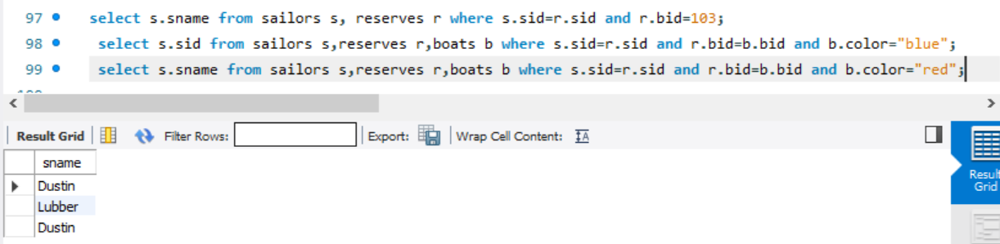 97 select s.sname from sailors s, reserves r where s.sid=r.sid and r.bid=103;
98 select s.sid from sailors s,reserves r,boats b where s.sid=r.sid and r.bid=b.bid and b.color="blue";
99 select s.sname from sailors s,reserves r,boats b where s.sid=r.sid and r.bid=b.bid and b.color="red";
Result Grid Filter Rows: Export: Wrap Cell Content: IA
sname
Dustin
Lubber
Dustin
Result
Grid